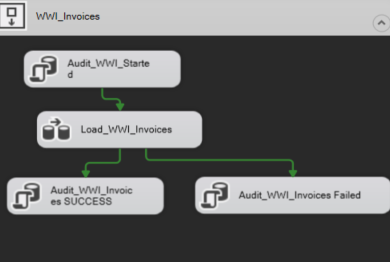 WWI_Invoices
Audit_WWI_Starte
d
Load_WWI_Invoices
Audit_WWI_Invoic
es SUCCESS
Audit_WWI_Invoices Failed